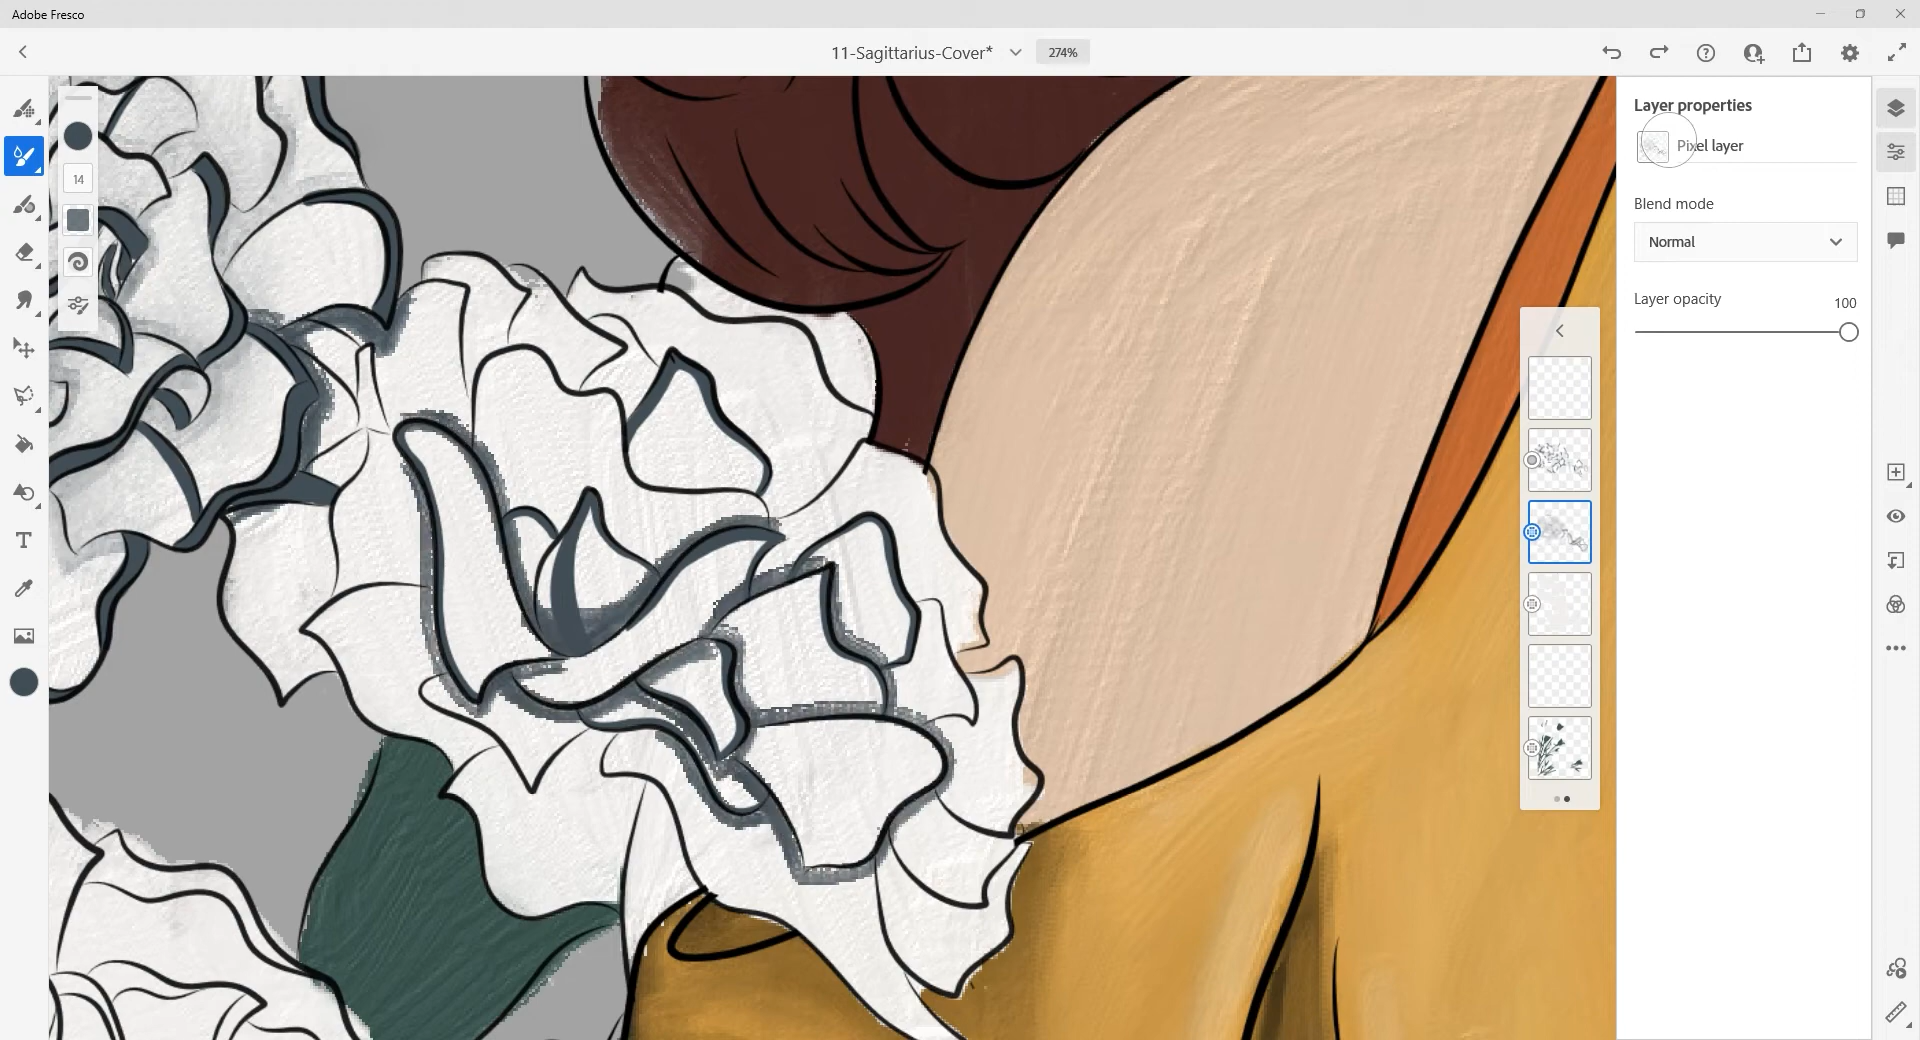 Adobe Fresco
11-Sagittarius-Cover*
274%
14
Layer properties
Pixel layer
Blend mode
Normal
Layer opacity
100